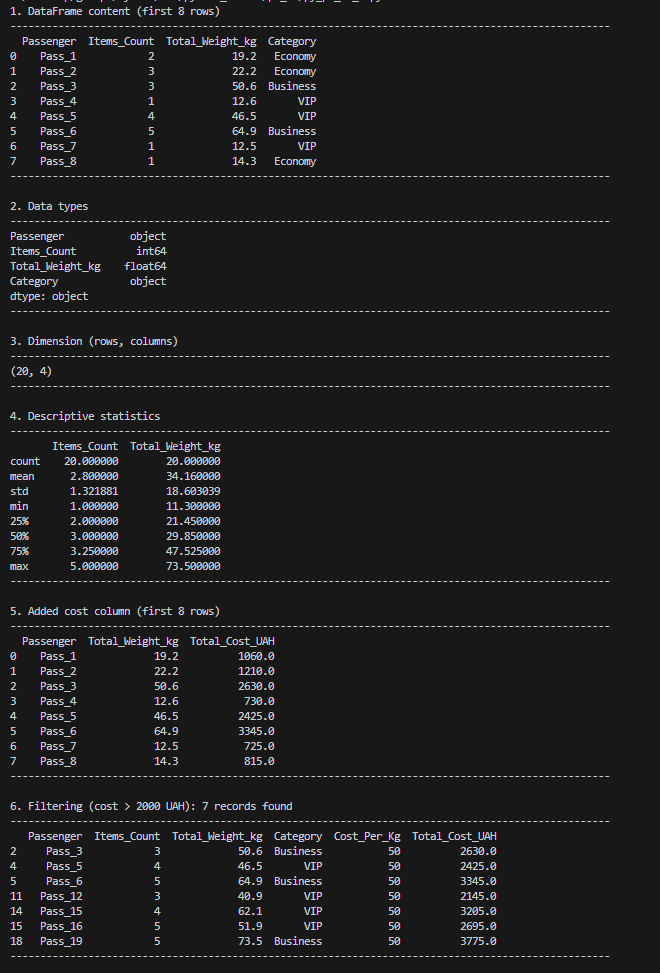 1. DataFrame content (first 8 rows)
----------------------------------------------------------------------------------------------------
  Passenger  Items_Count  Total_Weight_kg  Category
0    Pass_1            2             19.2   Economy
1    Pass_2            3             22.2   Economy
2    Pass_3            3             50.6  Business
3    Pass_4            1             12.6       VIP
4    Pass_5            4             46.5       VIP
5    Pass_6            5             64.9  Business
6    Pass_7            1             12.5       VIP
7    Pass_8            1             14.3   Economy
----------------------------------------------------------------------------------------------------
2. Data types
----------------------------------------------------------------------------------------------------
Passenger           object
Items_Count          int64
Total_Weight_kg    float64
Category            object
dtype: object
----------------------------------------------------------------------------------------------------
3. Dimension (rows, columns)
----------------------------------------------------------------------------------------------------
(20, 4)
----------------------------------------------------------------------------------------------------
4. Descriptive statistics
----------------------------------------------------------------------------------------------------
       Items_Count  Total_Weight_kg
count    20.000000        20.000000
mean      2.800000        34.160000
std       1.321881        18.603039
min       1.000000        11.300000
25%       2.000000        21.450000
50%       3.000000        29.850000
75%       3.250000        47.525000
max       5.000000        73.500000
----------------------------------------------------------------------------------------------------
5. Added cost column (first 8 rows)
----------------------------------------------------------------------------------------------------
  Passenger  Total_Weight_kg  Total_Cost_UAH
0    Pass_1             19.2          1060.0
1    Pass_2             22.2          1210.0
2    Pass_3             50.6          2630.0
3    Pass_4             12.6           730.0
4    Pass_5             46.5          2425.0
5    Pass_6             64.9          3345.0
6    Pass_7             12.5           725.0
7    Pass_8             14.3           815.0
----------------------------------------------------------------------------------------------------
6. Filtering (cost > 2000 UAH): 7 records found
----------------------------------------------------------------------------------------------------
   Passenger  Items_Count  Total_Weight_kg  Category  Cost_Per_Kg  Total_Cost_UAH
2     Pass_3            3             50.6  Business           50          2630.0
4     Pass_5            4             46.5       VIP           50          2425.0
5     Pass_6            5             64.9  Business           50          3345.0
11   Pass_12            3             40.9       VIP           50          2145.0
14   Pass_15            4             62.1       VIP           50          3205.0
15   Pass_16            5             51.9       VIP           50          2695.0
18   Pass_19            5             73.5  Business           50          3775.0
----------------------------------------------------------------------------------------------------